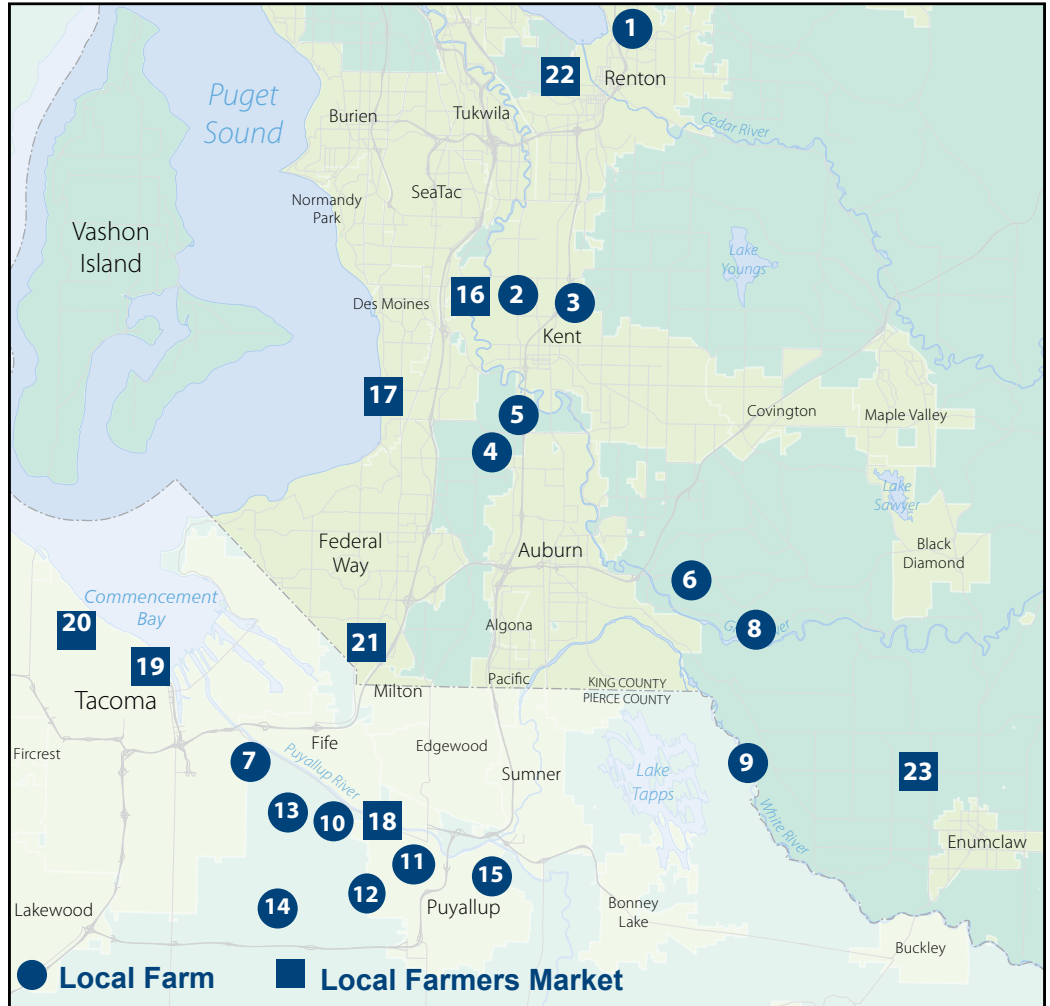 1
22
Renton
Puget
Sound
Burien
Tukwila
Cedar River
SeaTac
Normandy
Park
Vashon
Island
Lake
Youngs
Des Moines
16
2
3
Kent
17
5
4
Covington
Maple Valley
Lake
Sawyer
Federal
Way
Auburn
Black
Diamond
6
Commencement
Bay
20
8
21
Algona
19
Tacoma
Milton
Pacific
KING COUNTY
PIERCE COUNTY
Fircrest
Fife
Edgewood
7
Puyallup River
Sumner
Lake
Tapps
9
23
White River
13
10
18
Enumclaw
11
15
12
14
Lakewood
Puyallup
Bonney
Lake
Buckley
Local Farm
Local Farmers Market